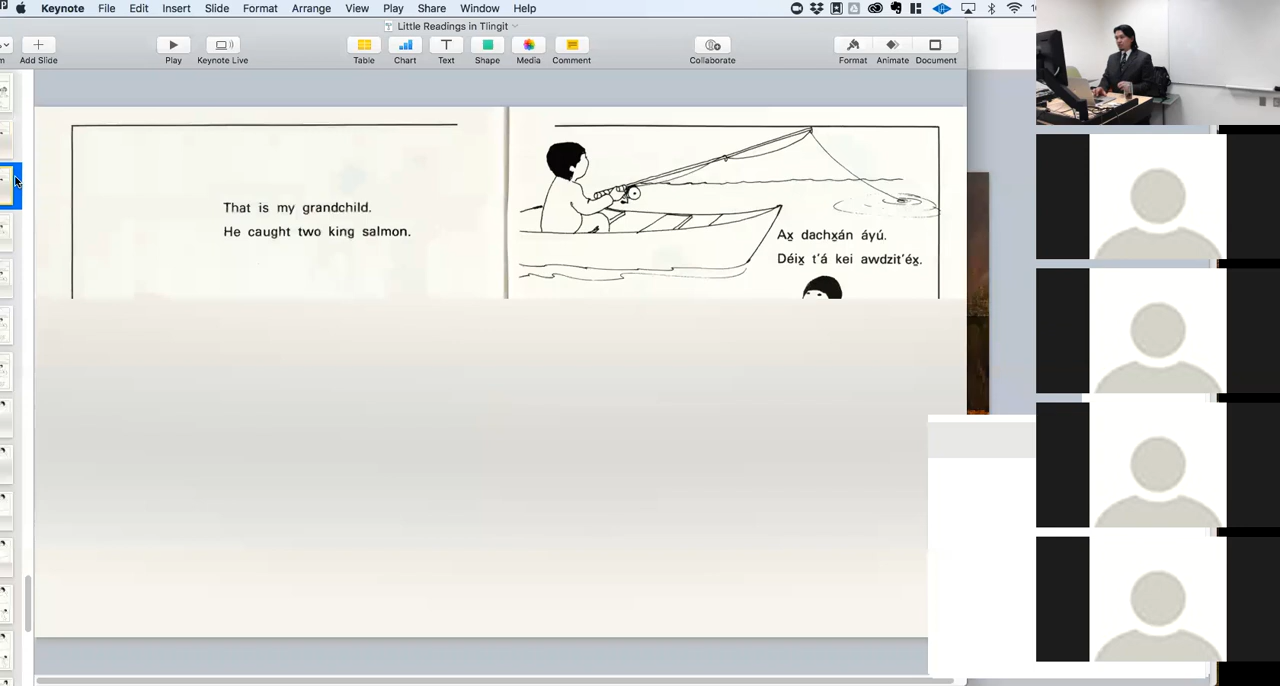 Keynote File Edit Insert Slide Format Arrange View Play Share Window Help
Little Readings in Tlingit
Add Slide Play Keynote Live Table Chart Text Shape Media Comment Collaborate Format Animate Document
That is my grandchild.
He caught two king salmon.
Ax̱ dachx̱án áyú.
Déix̱ t'á kei awdzit'éx̱.